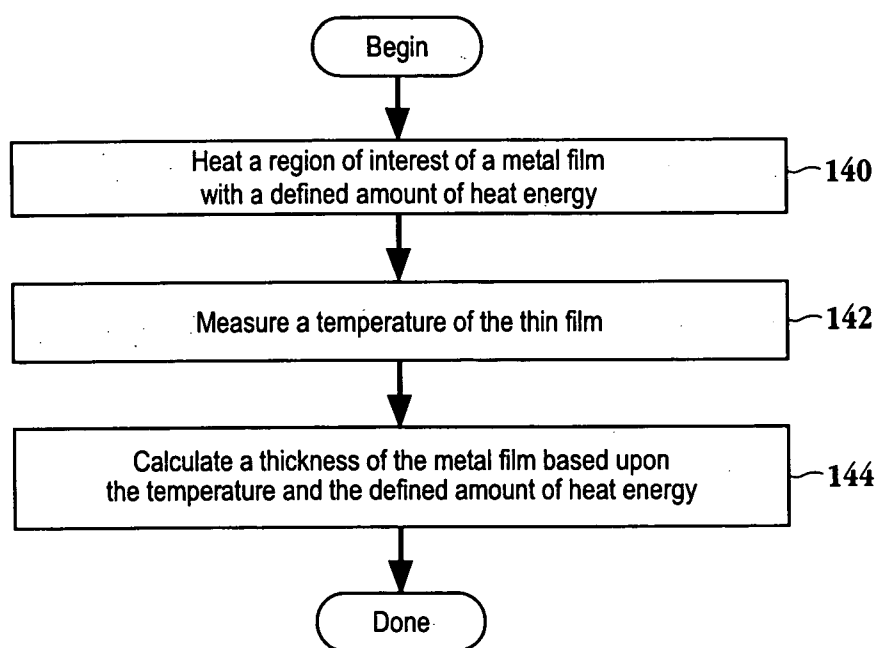 Begin
Heat a region of interest of a metal film
with a defined amount of heat energy
140
Measure a temperature of the thin film
142
Calculate a thickness of the metal film based upon
the temperature and the defined amount of heat energy
144
Done